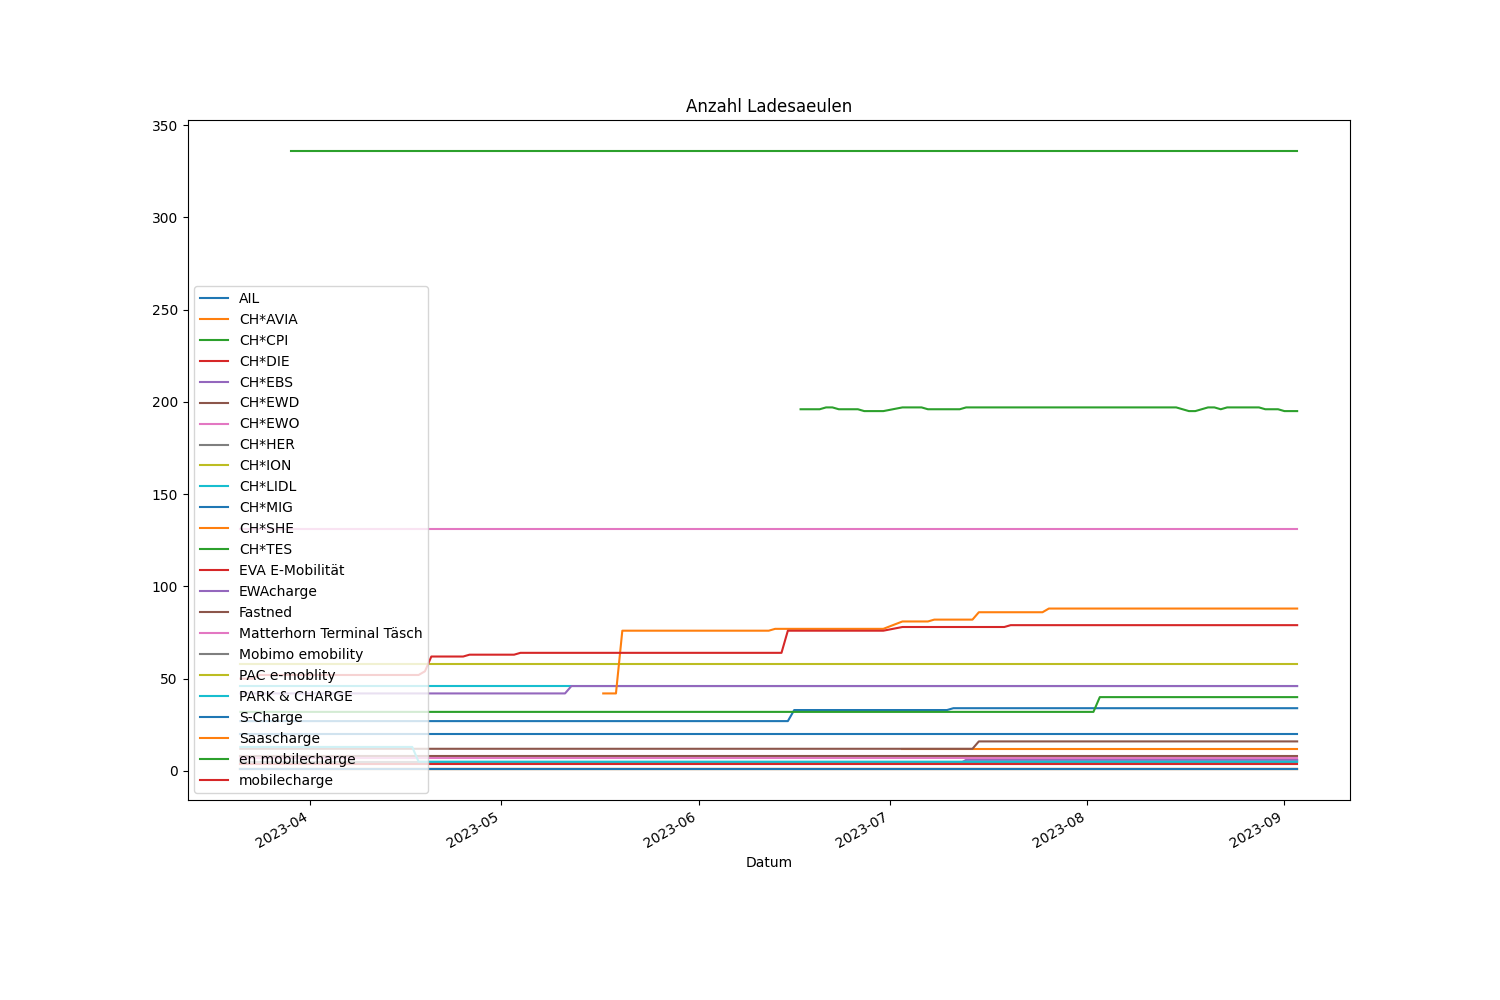 Anzahl Ladesaeulen
350
300
250
200
150
100
50
0
AIL
CH*AVIA
CH*CPI
CH*DIE
CH*EBS
CH*EWD
CH*EWO
CH*HER
CH*ION
CH*LIDL
CH*MIG
CH*SHE
CH*TES
EVA E-Mobilität
EWAcharge
Fastned
Matterhorn Terminal Täsch
Mobimo emobility
PAC e-moblity
PARK & CHARGE
S-Charge
Saascharge
en mobilecharge
mobilecharge
2023-04
2023-05
2023-06
2023-07
2023-08
2023-09
Datum